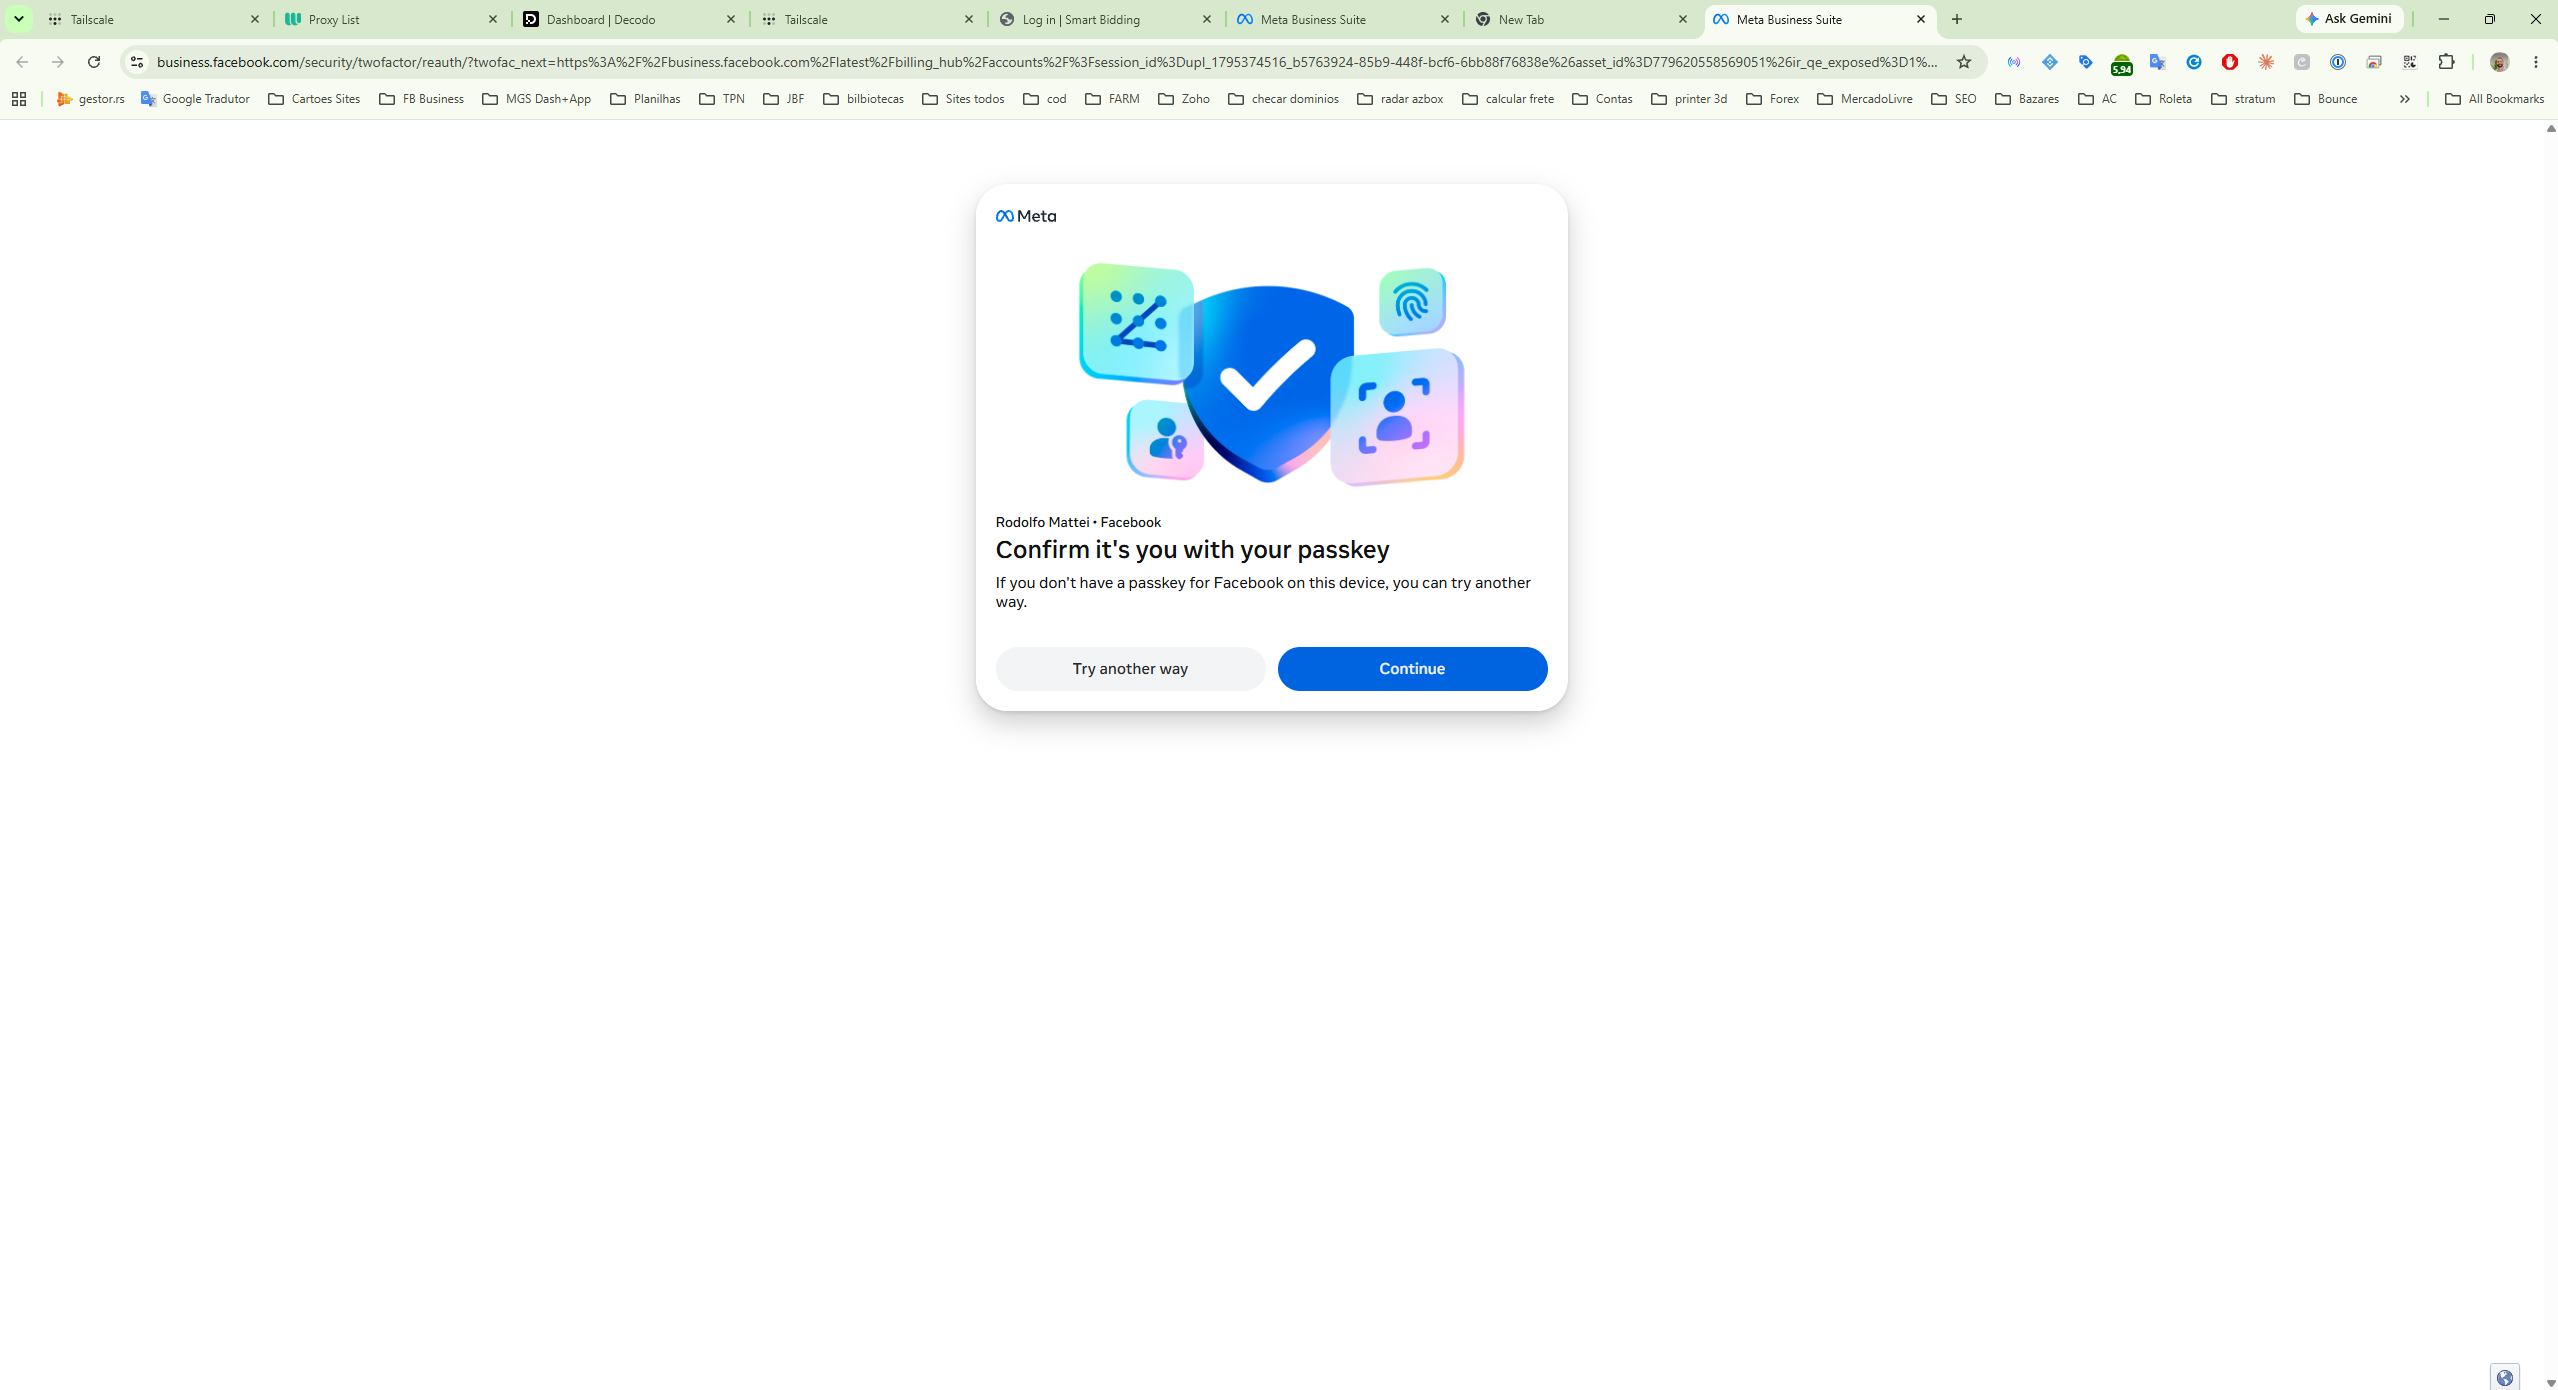 Tailscale
Proxy List
Dashboard | Decodo
Tailscale
Log in | Smart Bidding
Meta Business Suite
New Tab
Meta Business Suite
Ask Gemini
business.facebook.com/security/twofactor/reauth/?twofac_next=https%3A%2F%2Fbusiness.facebook.com%2Flatest%2Fbilling_hub%2Faccounts%2F%3Fsession_id%3Dupl_1795374516_b5763924-85b9-448f-bcf6-6bb88f76838e%26asset_id%3D779620558569051%26ir_qe_exposed%3D1%...
5,94
gestor.rs
Google Tradutor
Cartoes Sites
FB Business
MGS Dash+App
Planilhas
TPN
JBF
bilbiotecas
Sites todos
cod
FARM
Zoho
checar dominios
radar azbox
calcular frete
Contas
printer 3d
Forex
MercadoLivre
SEO
Bazares
AC
Roleta
stratum
Bounce
All Bookmarks
Meta
Rodolfo Mattei • Facebook
Confirm it's you with your passkey
If you don't have a passkey for Facebook on this device, you can try another
way.
Try another way
Continue